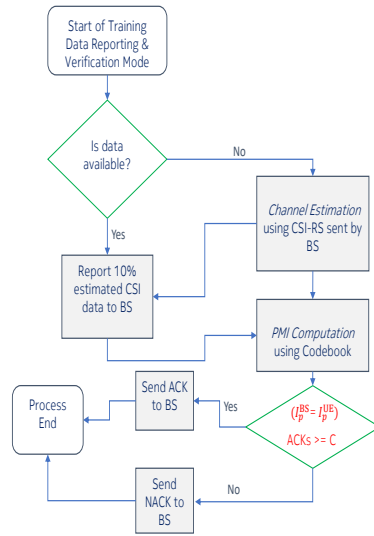 Start of Training
Data Reporting &
Verification Mode
Is data
available?
No
Yes
Channel Estimation
using CSI-RS sent by
BS
Report 10%
estimated CSI
data to BS
PMI Computation
using Codebook
(I_p^BS = I_p^UE)
ACKs >= C
Yes
Send ACK
to BS
Process
End
No
Send
NACK to
BS